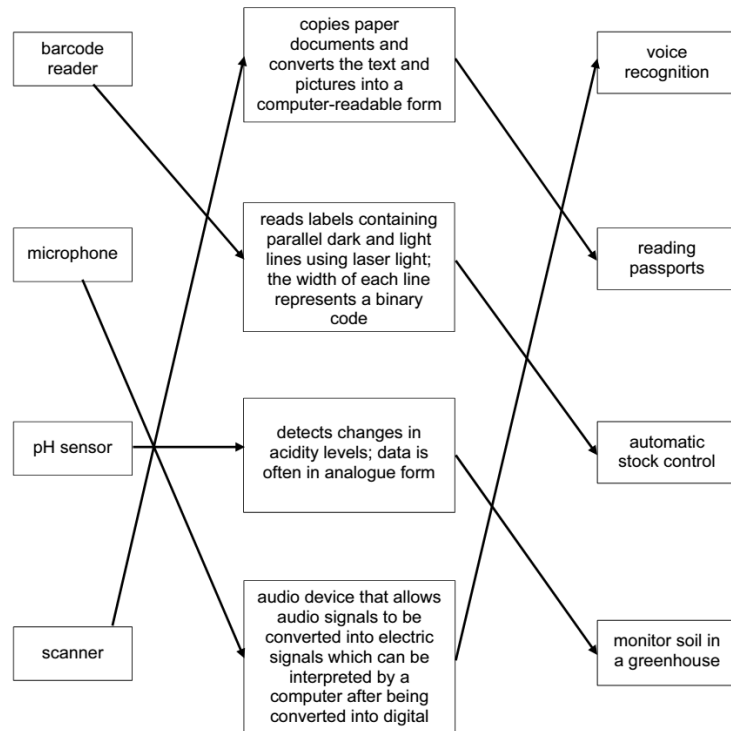 barcode
reader
microphone
pH sensor
scanner
copies paper
documents and
converts the text and
pictures into a
computer-readable form
reads labels containing
parallel dark and light
lines using laser light;
the width of each line
represents a binary
code
detects changes in
acidity levels; data is
often in analogue form
audio device that allows
audio signals to be
converted into electric
signals which can be
interpreted by a
computer after being
converted into digital
voice
recognition
reading
passports
automatic
stock control
monitor soil in
a greenhouse